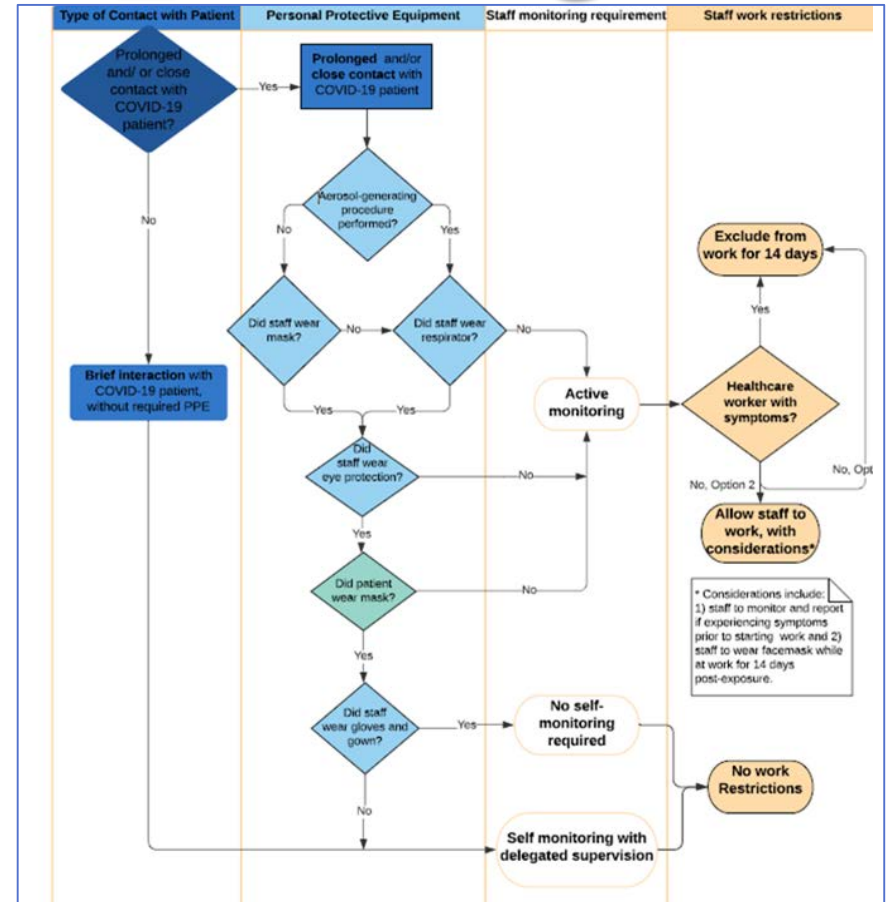 Type of Contact with Patient
Personal Protective Equipment
Staff monitoring requirement
Staff work restrictions
Prolonged
and/ or close
contact with
COVID-19
patient?
Yes
Prolonged and/or
close contact with
COVID-19 patient
Aerosol-generating
procedure
performed?
No
No
Yes
Exclude from
work for 14 days
Yes
Did staff wear
mask?
No
Did staff wear
respirator?
No
Brief interaction with
COVID-19 patient,
without required PPE
Active
monitoring
Healthcare
worker with
symptoms?
Yes
Yes
Did
staff wear
eye protection?
No
No, Opt
No, Option 2
Allow staff to
work, with
considerations*
Yes
Did patient
wear mask?
No
* Considerations include:
1) staff to monitor and report
if experiencing symptoms
prior to starting work and 2)
staff to wear facemask while
at work for 14 days
post-exposure.
Yes
Did staff
wear gloves and
gown?
Yes
No self-
monitoring
required
No work
Restrictions
No
Self monitoring with
delegated supervision